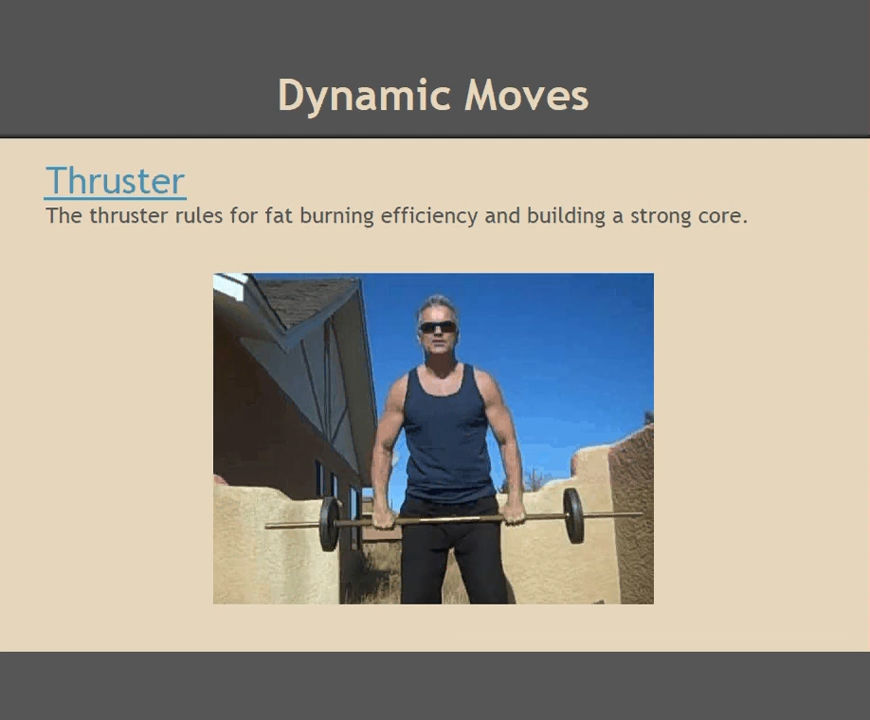 Dynamic Moves
Thruster
The thruster rules for fat burning efficiency and building a strong core.